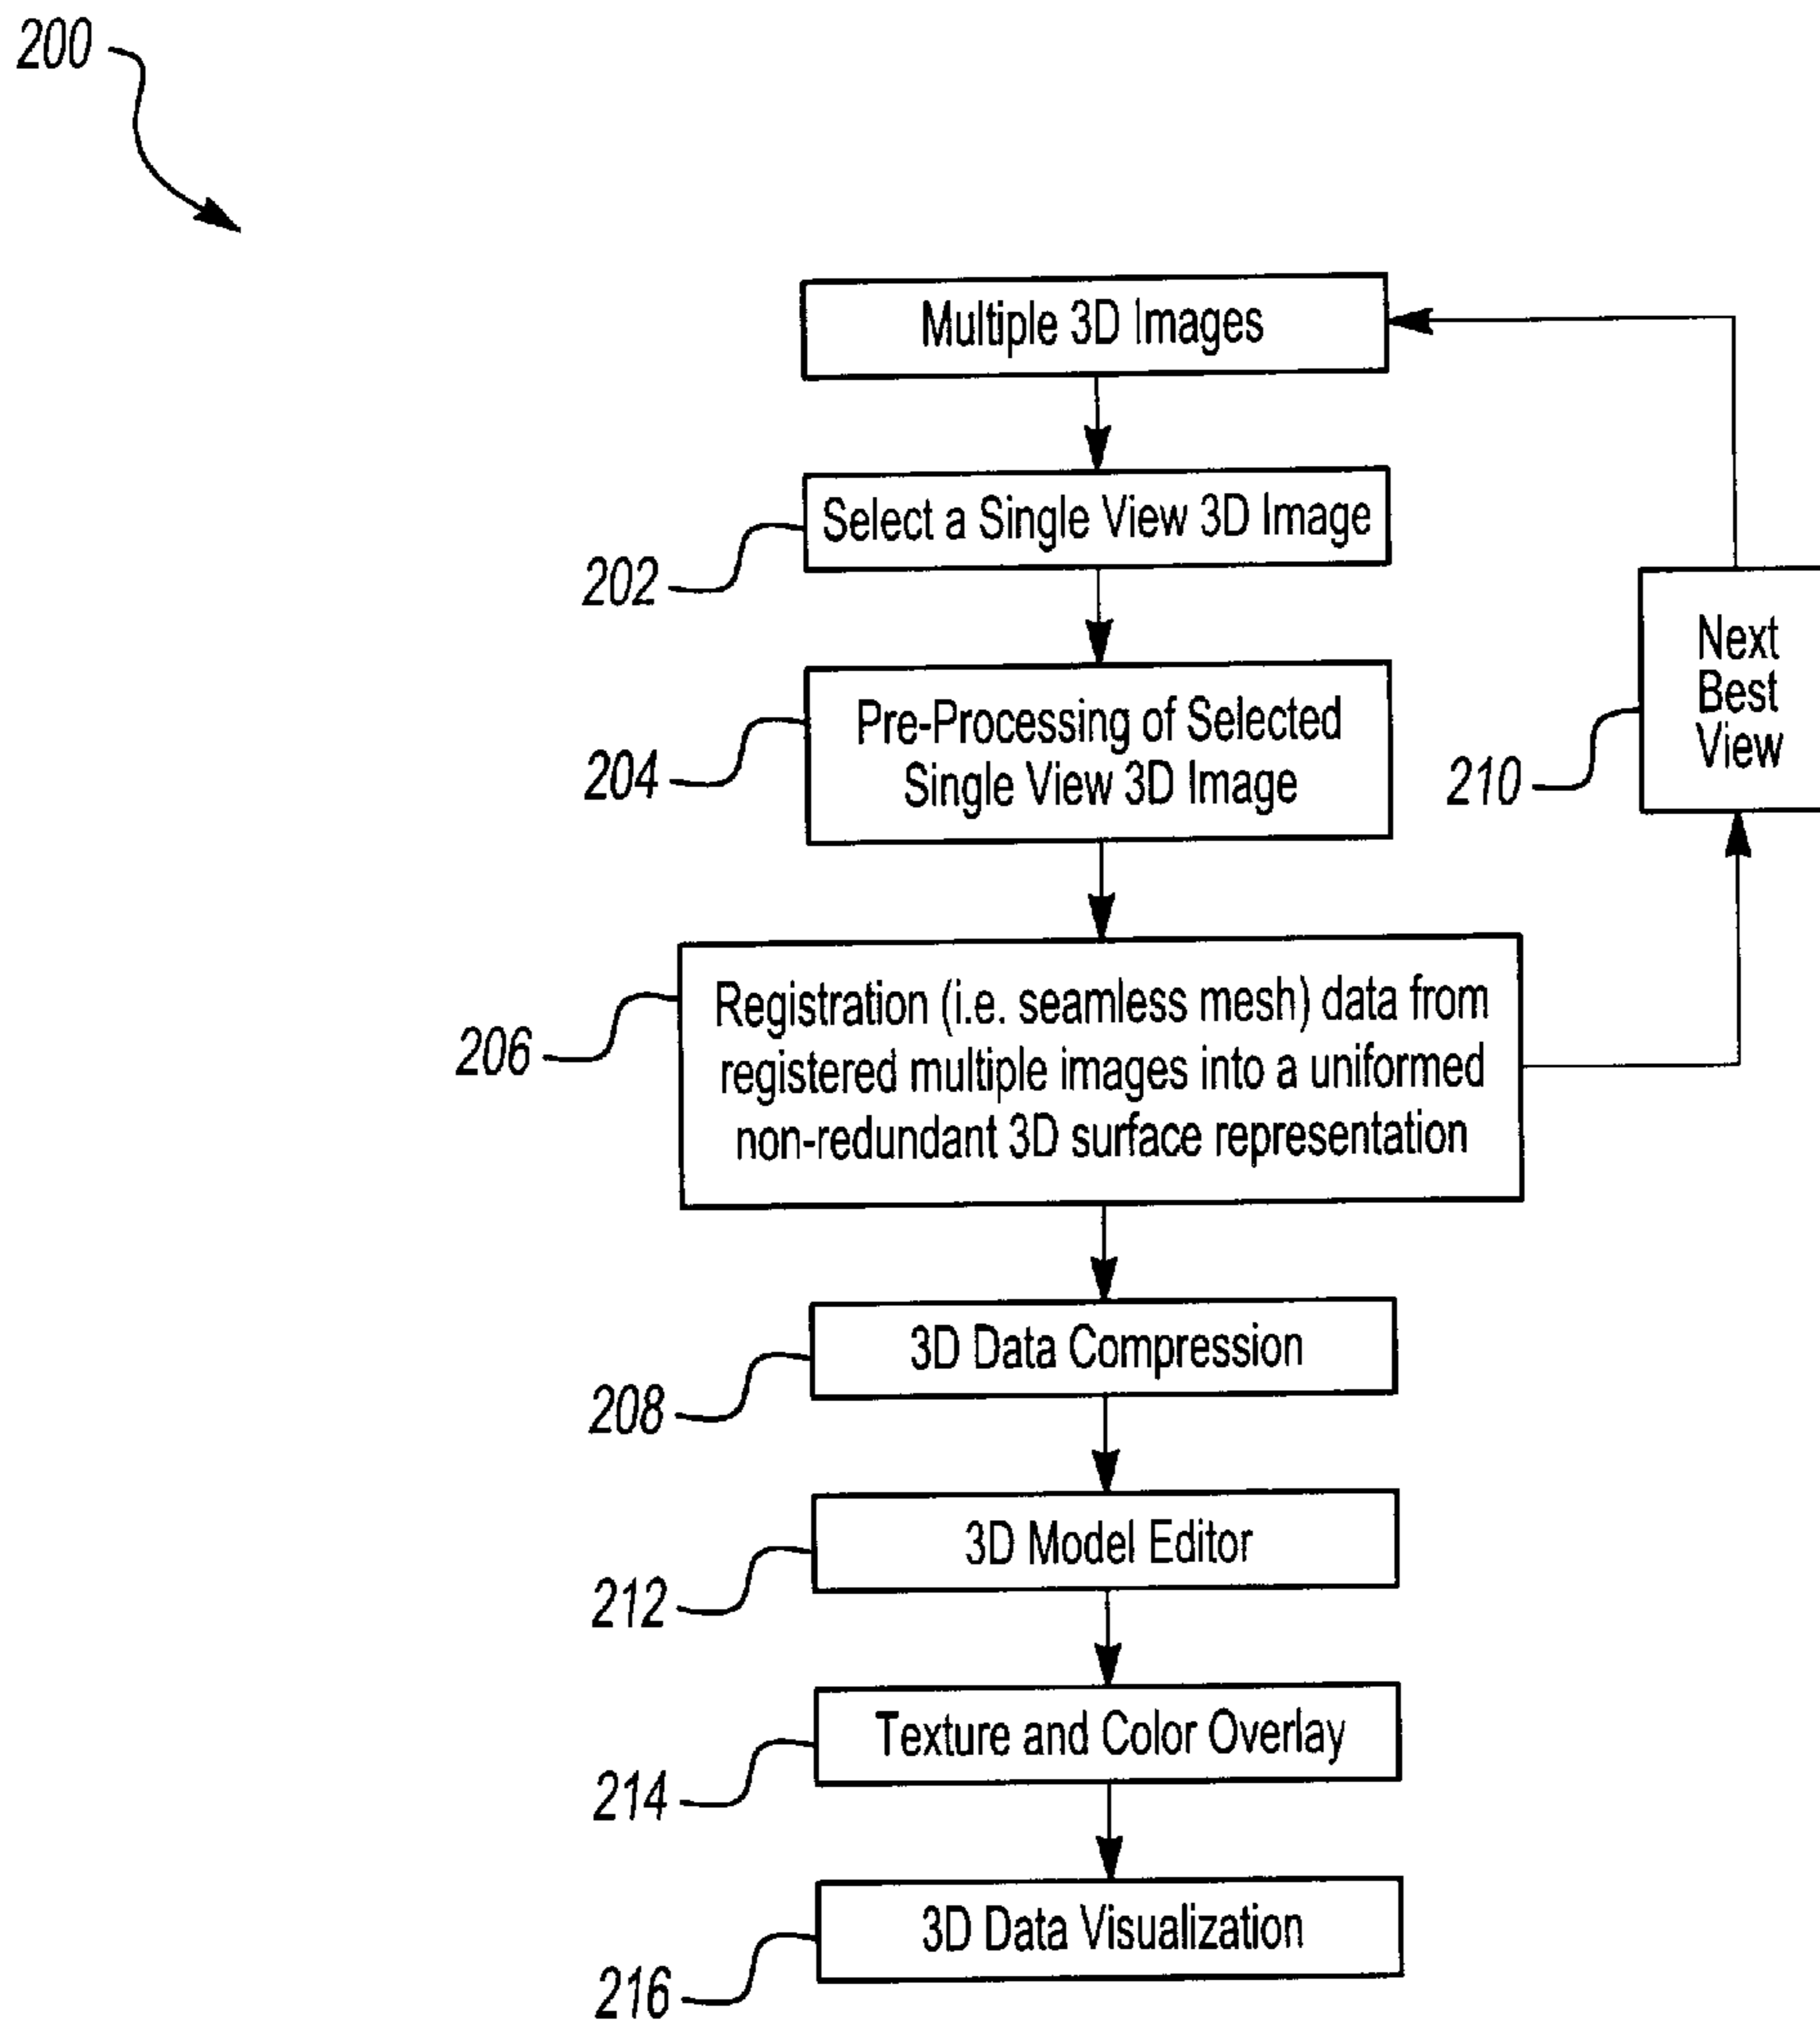 200
Multiple 3D Images
Select a Single View 3D Image
202
Pre-Processing of Selected
Single View 3D Image
204
Next
Best
View
210
Registration (i.e. seamless mesh) data from
registered multiple images into a uniformed
non-redundant 3D surface representation
206
3D Data Compression
208
3D Model Editor
212
Texture and Color Overlay
214
3D Data Visualization
216